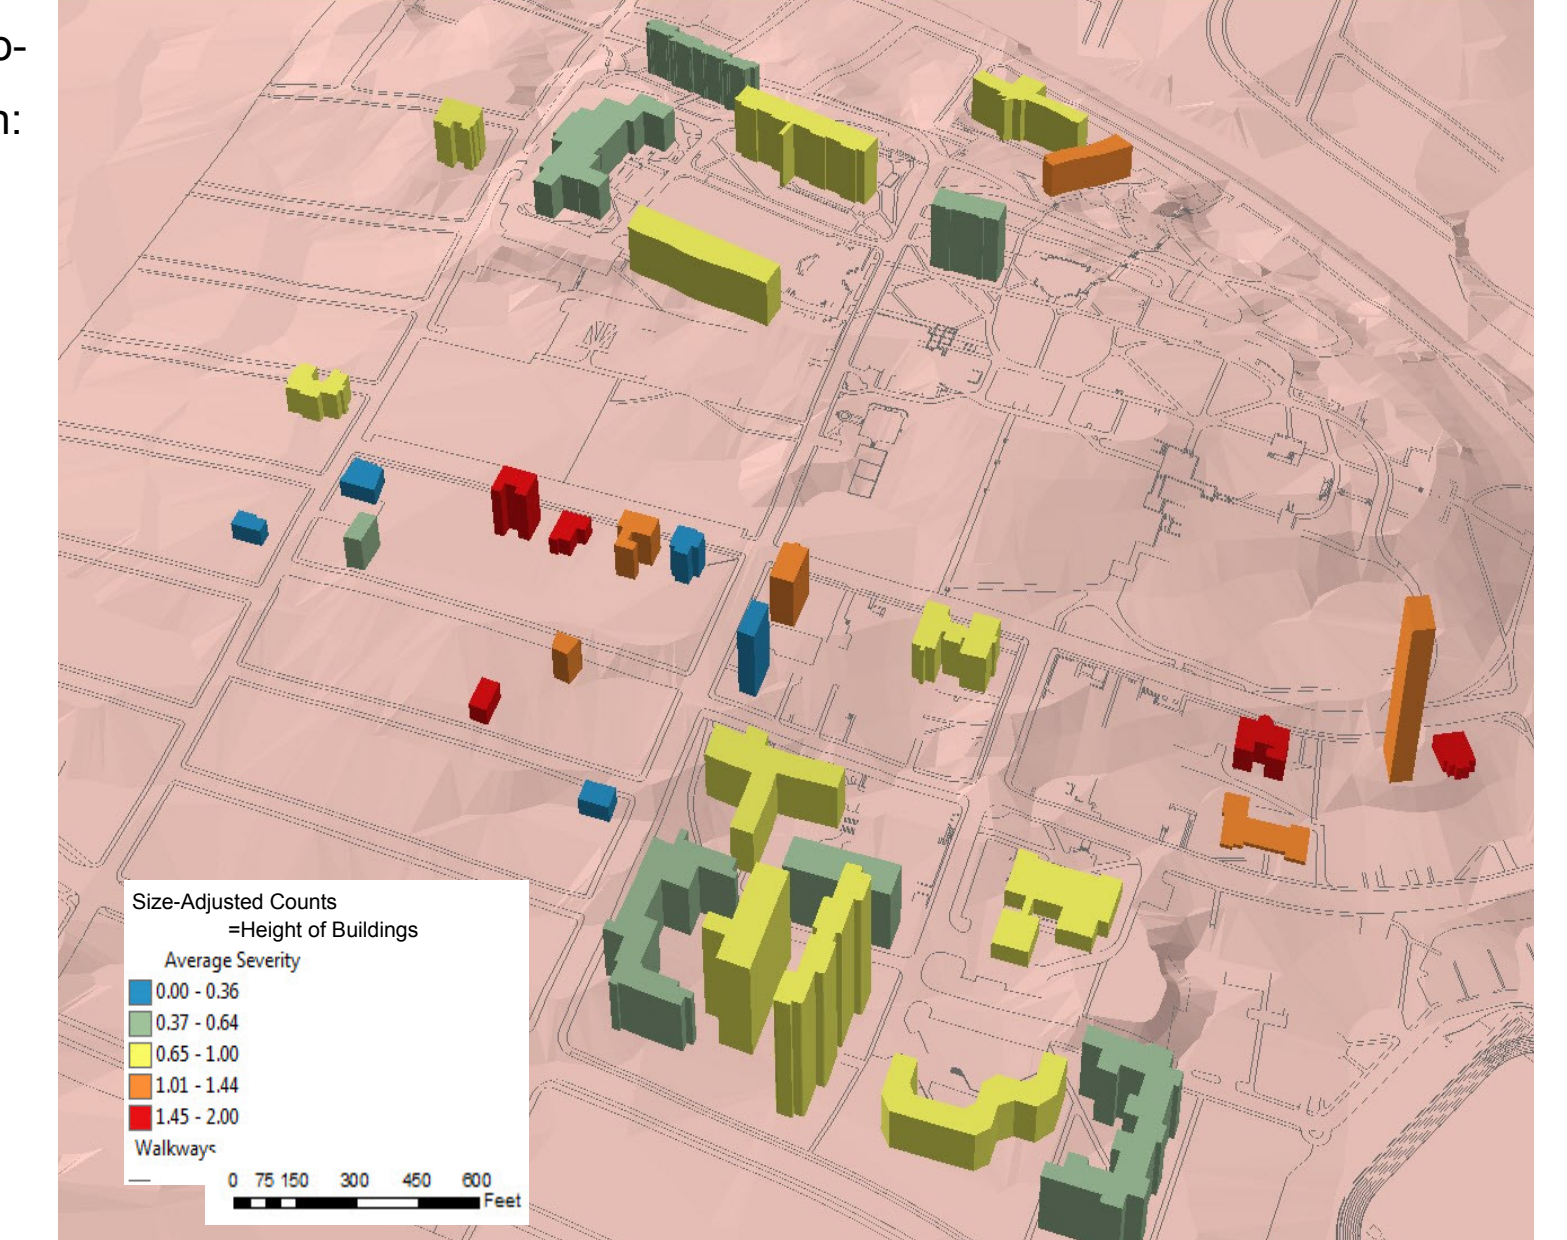 o-
n:
Size-Adjusted Counts
=Height of Buildings
Average Severity
0.00 - 0.36
0.37 - 0.64
0.65 - 1.00
1.01 - 1.44
1.45 - 2.00
Walkways
0 75 150 300 450 600
Feet